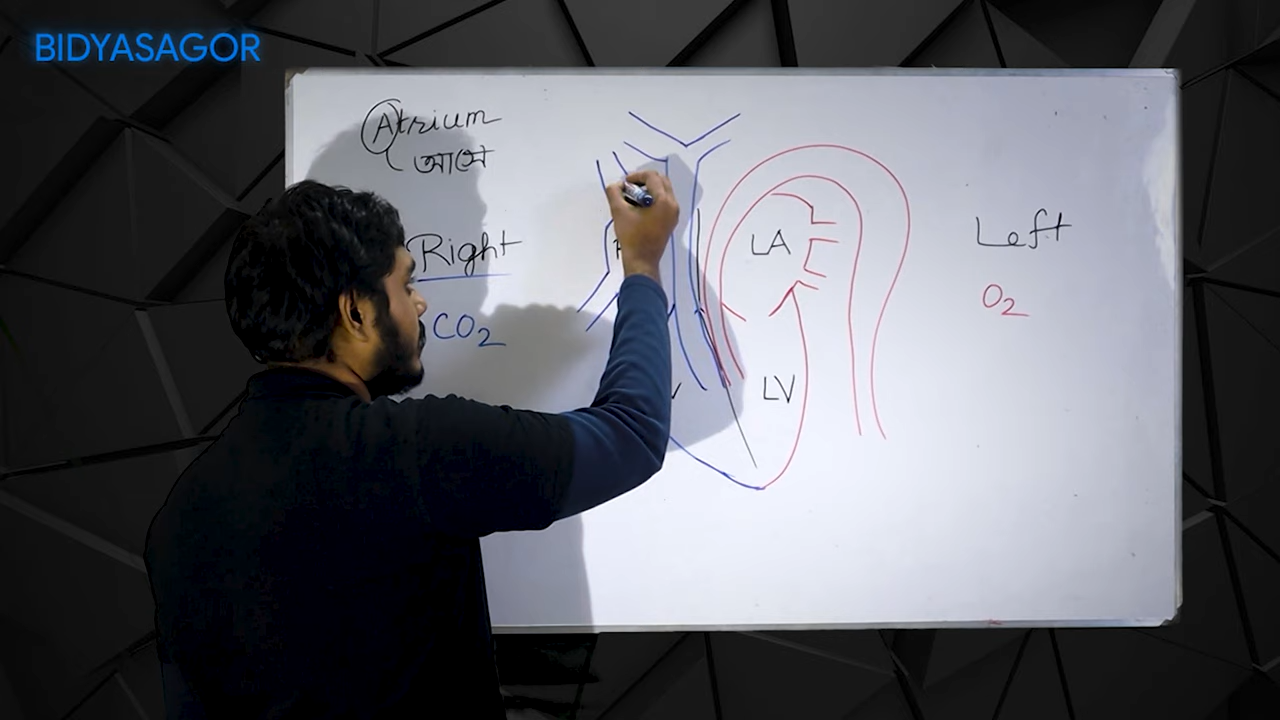 BIDYASAGOR
Atrium
আসে
Right
CO2
LA
LV
Left
O2